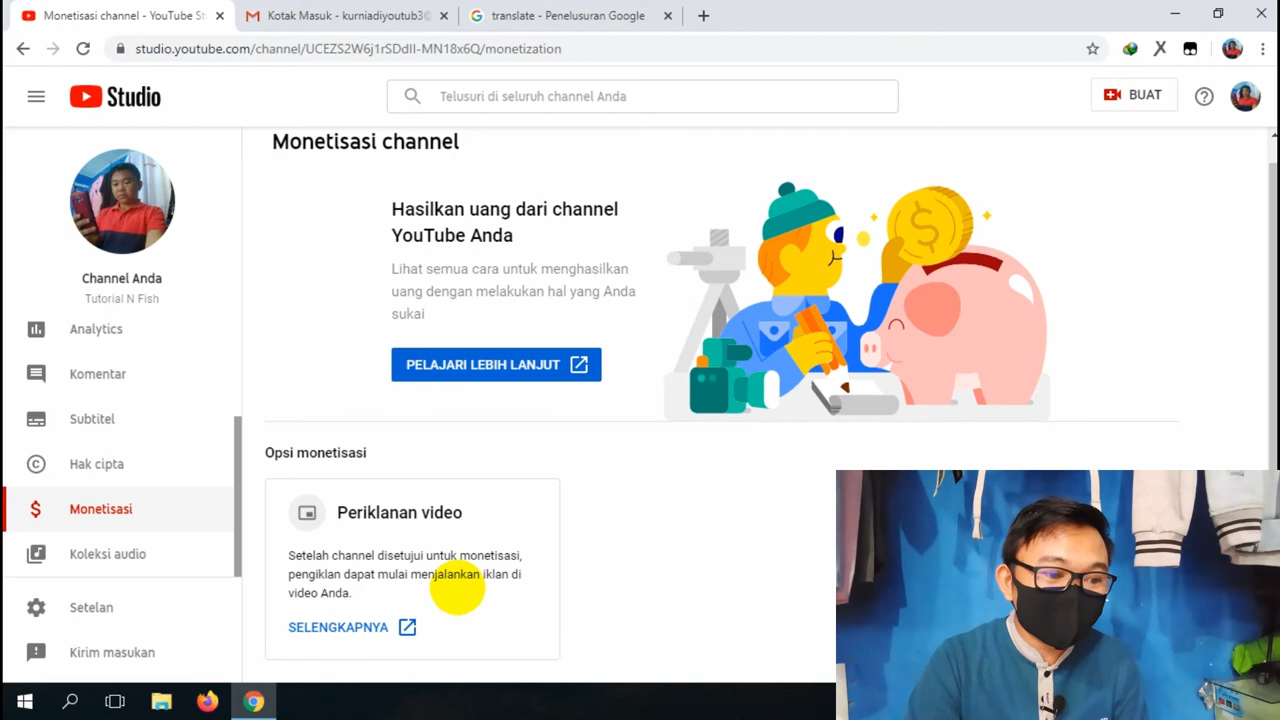 Monetisasi channel - YouTube St
Kotak Masuk - kurniadiyoutub3@
translate - Penelusuran Google
studio.youtube.com/channel/UCEZS2W6j1rSDdII-MN18x6Q/monetization
Studio
Telusuri di seluruh channel Anda
BUAT
Channel Anda
Tutorial N Fish
Analytics
Komentar
Subtitel
Hak cipta
Monetisasi
Koleksi audio
Setelan
Kirim masukan
Monetisasi channel
Hasilkan uang dari channel
YouTube Anda
Lihat semua cara untuk menghasilkan
uang dengan melakukan hal yang Anda
sukai
PELAJARI LEBIH LANJUT
Opsi monetisasi
Periklanan video
Setelah channel disetujui untuk monetisasi,
pengiklan dapat mulai menjalankan iklan di
video Anda.
SELENGKAPNYA